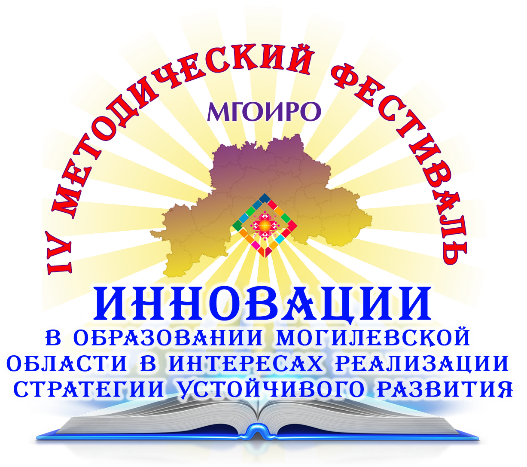 IV МЕТОДИЧЕСКИЙ ФЕСТИВАЛЬ
МГОИРО
ИННОВАЦИИ
В ОБРАЗОВАНИИ МОГИЛЕВСКОЙ
ОБЛАСТИ В ИНТЕРЕСАХ РЕАЛИЗАЦИИ
СТРАТЕГИИ УСТОЙЧИВОГО РАЗВИТИЯ